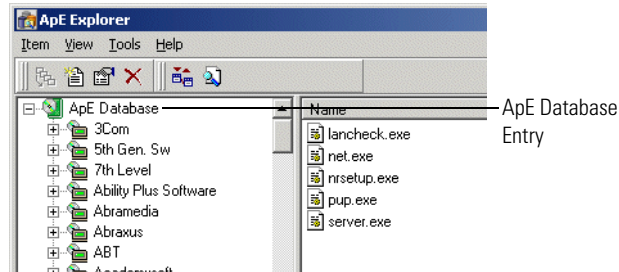 ApE Explorer
Item View Tools Help
ApE Database
3Com
5th Gen. Sw
7th Level
Ability Plus Software
Abramedia
Abraxus
ABT
Name
lancheck.exe
net.exe
nrsetup.exe
pup.exe
server.exe
ApE Database
Entry